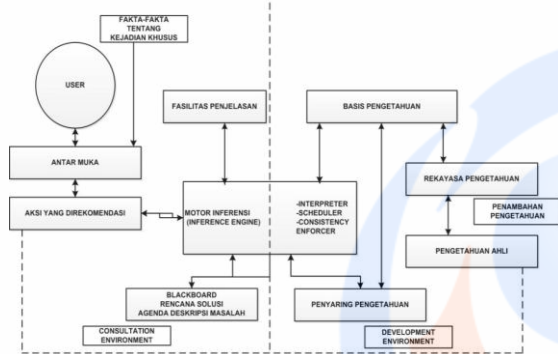 FAKTA-FAKTA
TENTANG
KEJADIAN KHUSUS
USER
FASILITAS PENJELASAN
BASIS PENGETAHUAN
ANTAR MUKA
REKAYASA PENGETAHUAN
AKSI YANG DIREKOMENDASI
MOTOR INFERENSI
(INFERENCE ENGINE)
-INTERPRETER
-SCHEDULER
-CONSISTENCY
ENFORCER
PENAMBAHAN
PENGETAHUAN
PENGETAHUAN AHLI
BLACKBOARD
RENCANA SOLUSI
AGENDA DESKRIPSI MASALAH
PENYARING PENGETAHUAN
CONSULTATION
ENVIRONMENT
DEVELOPMENT
ENVIRONMENT